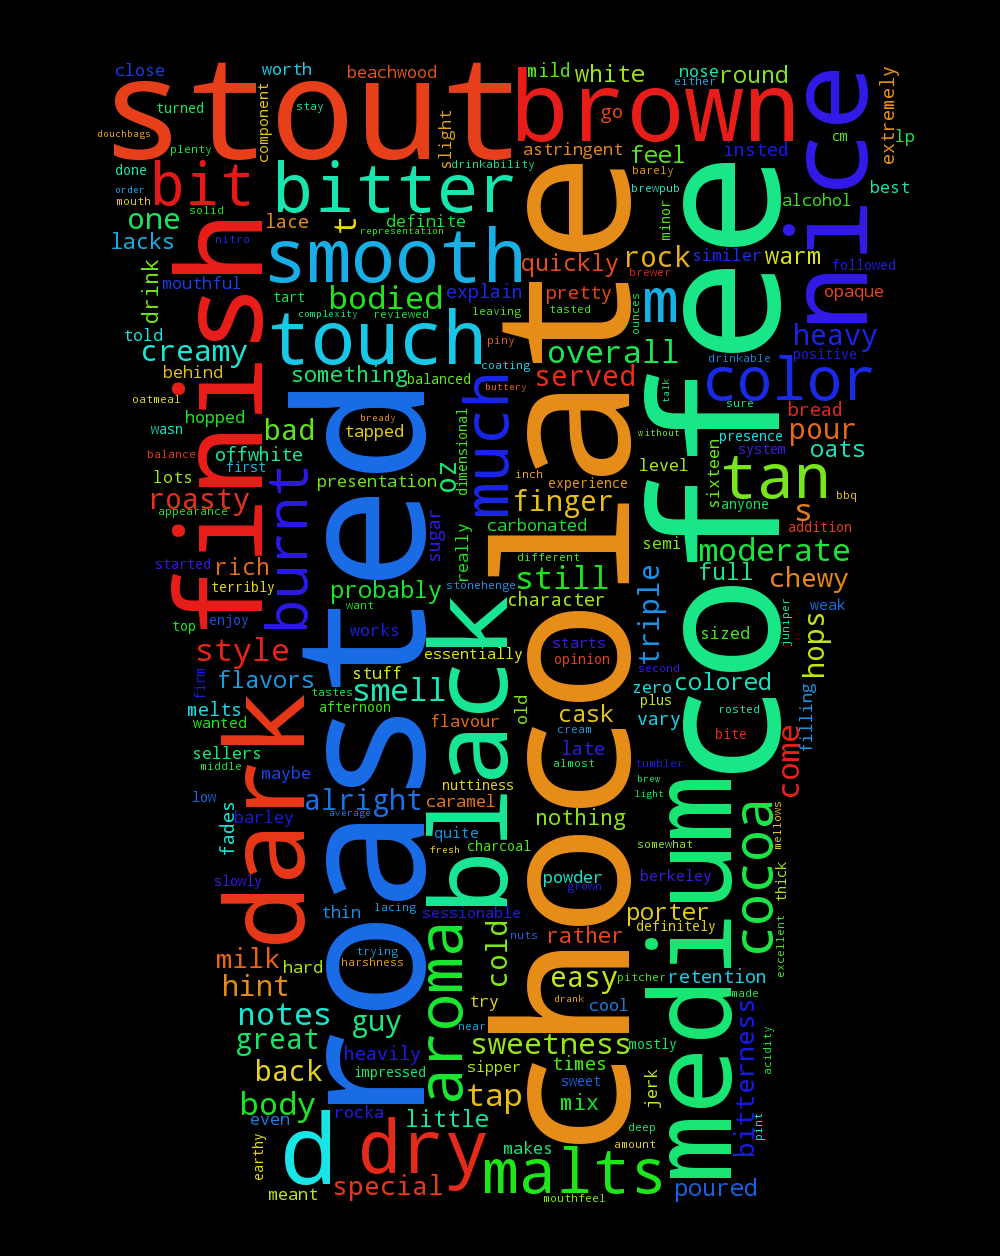 close
worth
beachwood
mild
white
nose
round
either
stout
brown
nice
extremely
turned
component
stay
slight
go
douchbags
plenty
astringent
feel
insted
cm
lp
done
bit
bitter
drinkability
barely
order
mouth
brewpub
alcohol
best
one
solid
lace
t
definite
representation
minor
lacks
nitro
smooth
quickly
rock
similer
warm
followed
finish
mouthful
drink
tart
bodied
explain
brewer
pretty
m
opaque
complexity
reviewed
leaving
tasted
ounces
told
touch
piny
overall
heavy
creamy
coating
drinkable
positive
behind
something
balanced
buttery
served
color
oatmeal
hopped
bready
much
talk
sure
bread
wasn
bad
tapped
dimensional
without
presence
pour
balance
offwhite
system
oats
first
lots
presentation
oz
inch
experience
level
sixteen
tan
roasty
burnt
finger
bbq
appearance
sugar
carbonated
anyone
s
addition
really
semi
started
rich
different
moderate
terribly
probably
stonehenge
still
full
chewy
want
character
triple
top
enjoy
works
starts
sized
juniper
weak
style
essentially
opinion
second
hops
firm
flavors
stuff
smell
zero
colored
melts
tastes
afternoon
plus
wanted
flavour
old
cask
vary
rosted
filling
sellers
cream
bite
come
middle
late
maybe
nuttiness
almost
tumbler
brew
low
alright
caramel
light
dark
roasted
black
chocolate
coffee
medium
fades
barley
average
nothing
cocoa
mellows
quite
fresh
charcoal
somewhat
slowly
powder
grown
berkeley
thick
thin
lacing
sessionable
porter
definitely
trying
nuts
rather
excellent
milk
hard
harshness
cold
easy
pitcher
retention
hint
aroma
try
drank
cool
made
notes
guy
near
great
sweetness
mostly
bitterness
acidity
heavily
back
impressed
sipper
times
sweet
jerk
body
rocka
tap
mix
even
little
deep
pint
d
dry
makes
amount
earthy
malts
meant
special
mouthfeel
poured